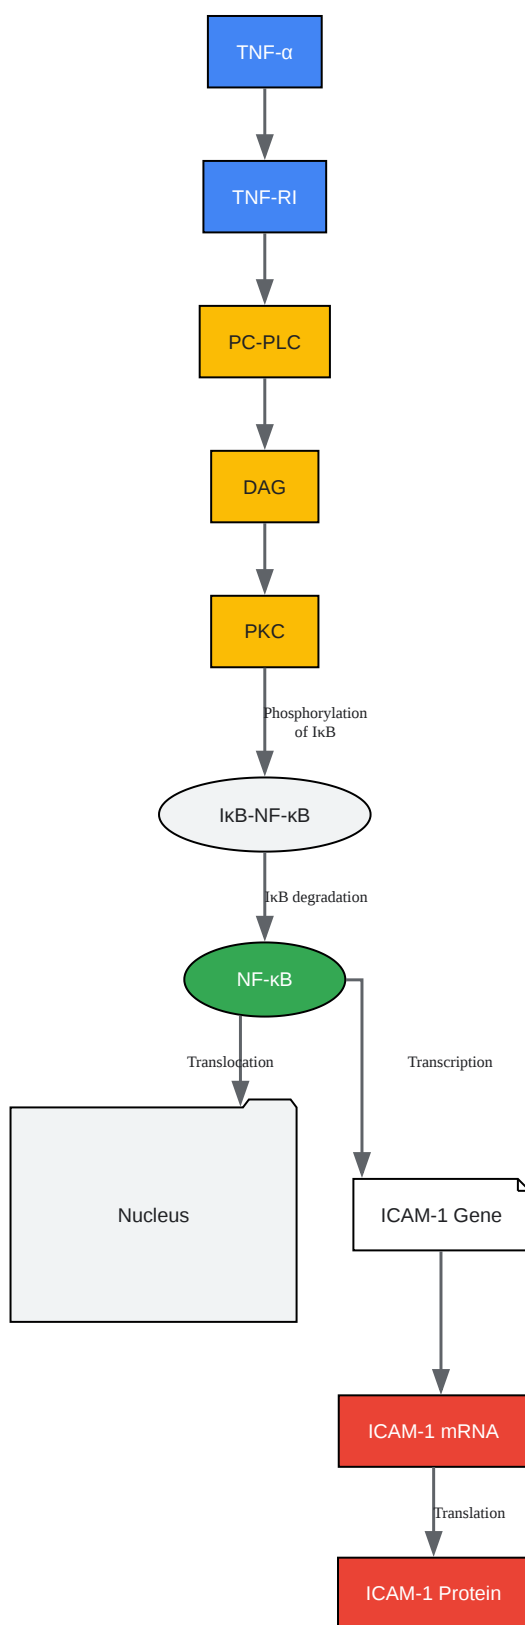 TNF-α
TNF-RI
PC-PLC
DAG
PKC
Phosphorylation
of IκB
IκB-NF-κB
IκB degradation
NF-κB
Translocation
Transcription
Nucleus
ICAM-1 Gene
ICAM-1 mRNA
Translation
ICAM-1 Protein